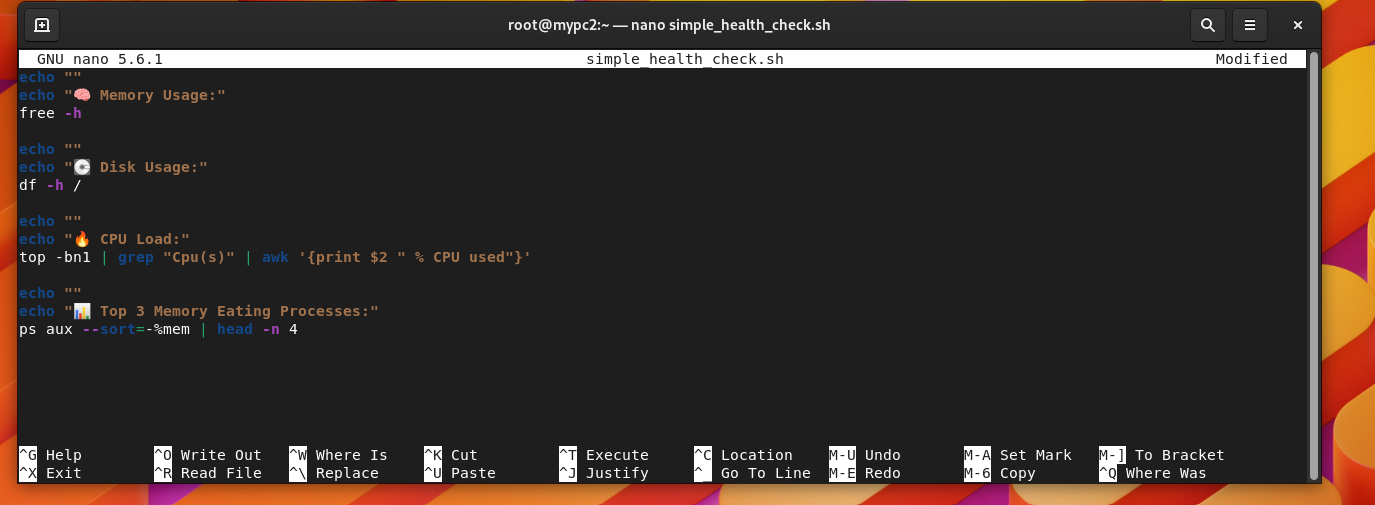 root@mypc2:~ — nano simple_health_check.sh
GNU nano 5.6.1 simple_health_check.sh Modified
echo ""
echo "🧠 Memory Usage:"
free -h
echo ""
echo "💽 Disk Usage:"
df -h /
echo ""
echo "🔥 CPU Load:"
top -bn1 | grep "Cpu(s)" | awk '{print $2 " % CPU used"}'
echo ""
echo "📊 Top 3 Memory Eating Processes:"
ps aux --sort=-%mem | head -n 4
^G Help ^O Write Out ^W Where Is ^K Cut ^T Execute ^C Location M-U Undo M-A Set Mark M-] To Bracket
^X Exit ^R Read File ^\ Replace ^U Paste ^J Justify ^_ Go To Line M-E Redo M-6 Copy ^Q Where Was